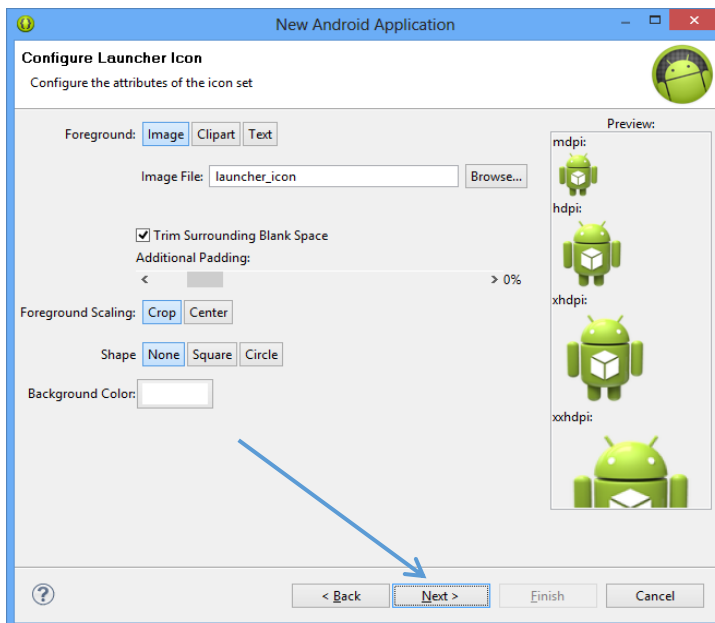 New Android Application
Configure Launcher Icon
Configure the attributes of the icon set
Foreground: Image Clipart Text
Image File: launcher_icon Browse...
Trim Surrounding Blank Space
Additional Padding:
< > 0%
Foreground Scaling: Crop Center
Shape None Square Circle
Background Color:
Preview:
mdpi:
hdpi:
xhdpi:
xxhdpi:
? < Back Next > Finish Cancel